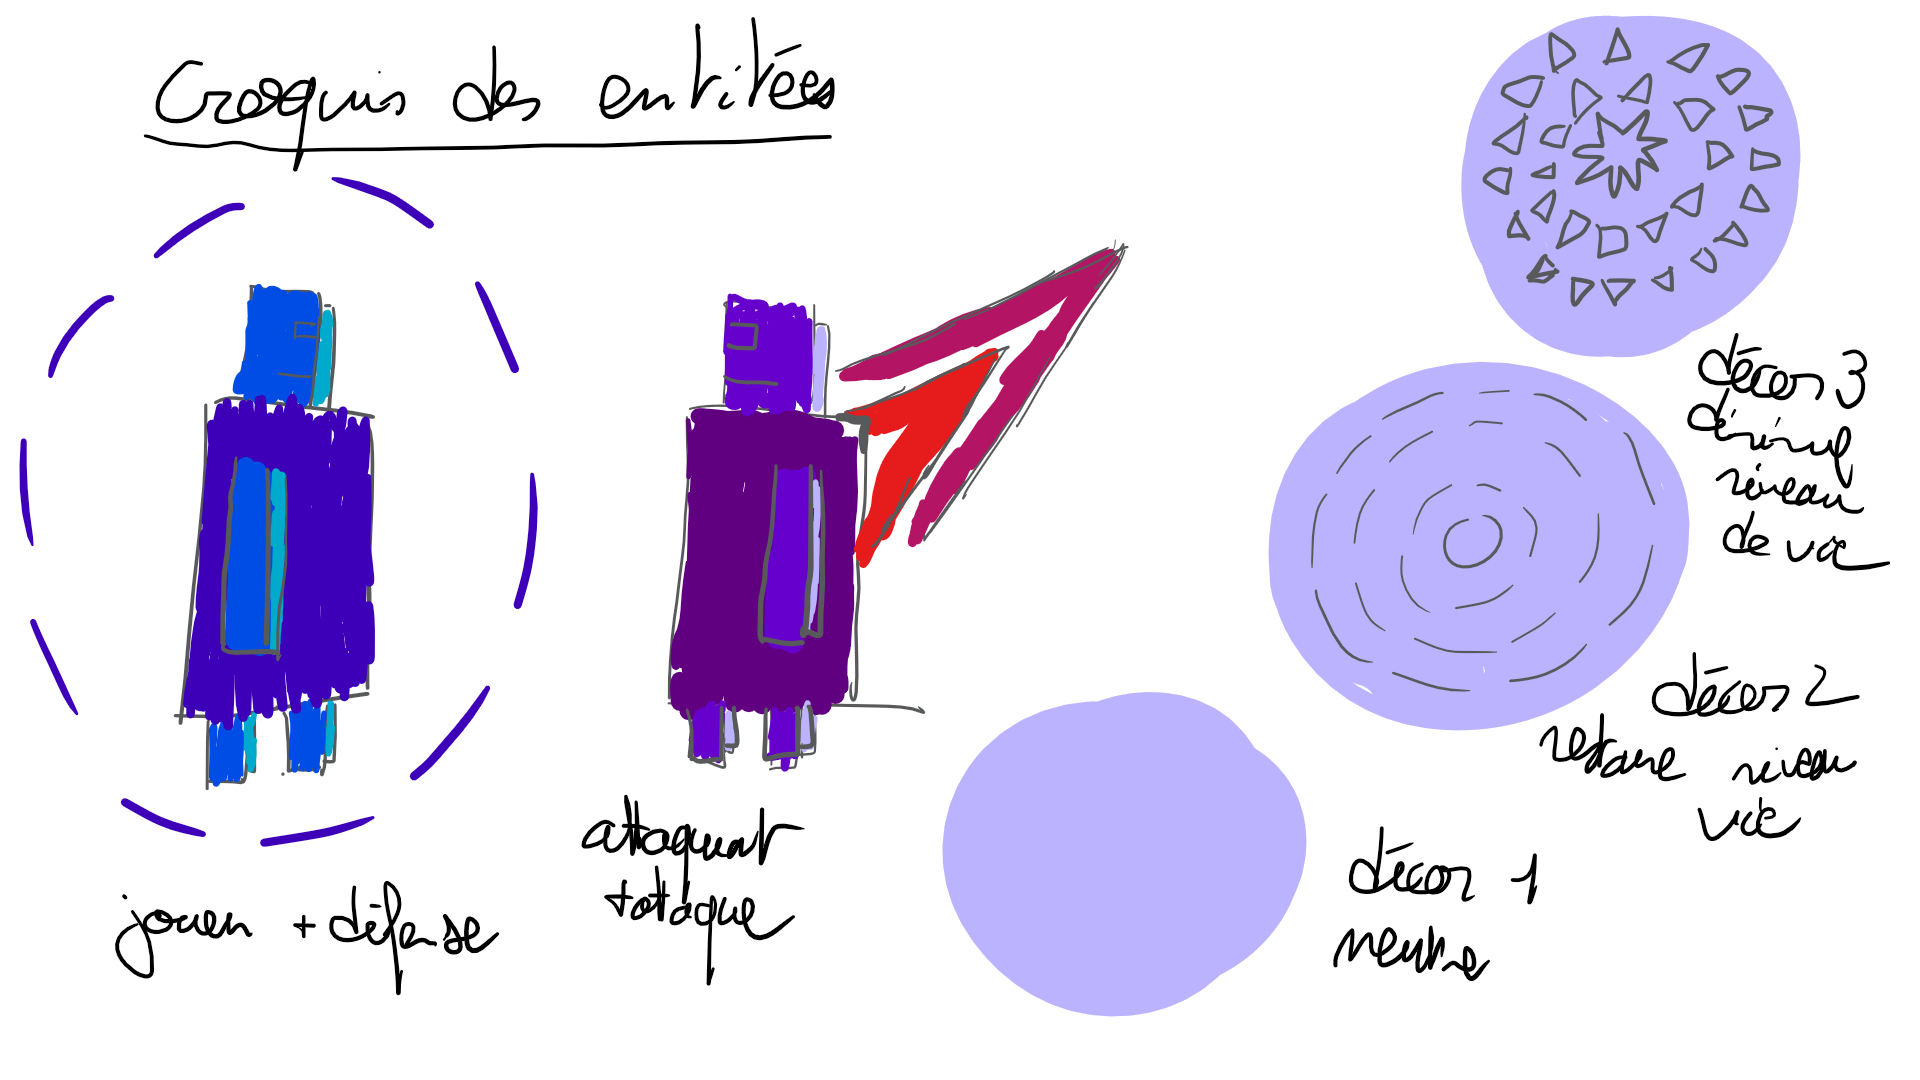 Croquis des entitées
joueur + défense
attaquant
+ attaque
décor 1
neutre
décor 2
restaure niveau
vie
décor 3
diminue
niveau
de vie